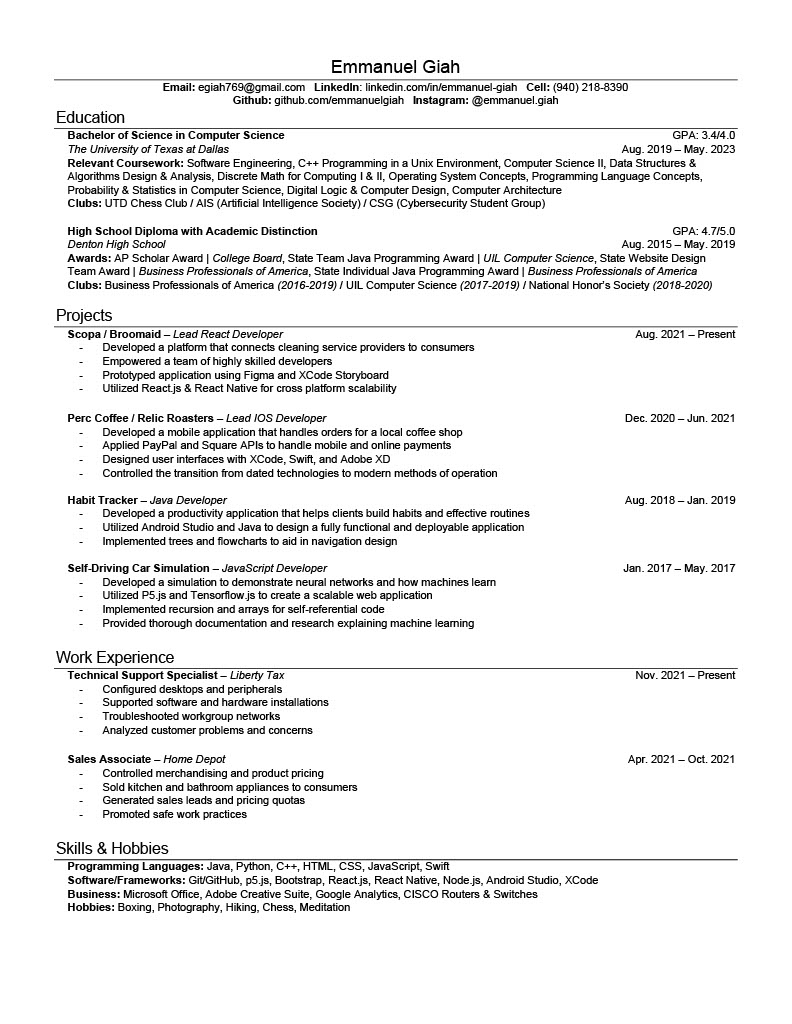 Emmanuel Giah
Email: egiah769@gmail.com LinkedIn: linkedin.com/in/emmanuel-giah Cell: (940) 218-8390
Github: github.com/emmanuelgiah Instagram: @emmanuel.giah
Education
Bachelor of Science in Computer Science GPA: 3.4/4.0
The University of Texas at Dallas Aug. 2019 – May. 2023
Relevant Coursework: Software Engineering, C++ Programming in a Unix Environment, Computer Science II, Data Structures &
Algorithms Design & Analysis, Discrete Math for Computing I & II, Operating System Concepts, Programming Language Concepts,
Probability & Statistics in Computer Science, Digital Logic & Computer Design, Computer Architecture
Clubs: UTD Chess Club / AIS (Artificial Intelligence Society) / CSG (Cybersecurity Student Group)
High School Diploma with Academic Distinction GPA: 4.7/5.0
Denton High School Aug. 2015 – May. 2019
Awards: AP Scholar Award | College Board, State Team Java Programming Award | UIL Computer Science, State Website Design
Team Award | Business Professionals of America, State Individual Java Programming Award | Business Professionals of America
Clubs: Business Professionals of America (2016-2019) / UIL Computer Science (2017-2019) / National Honor's Society (2018-2020)
Projects
Scopa / Broomaid – Lead React Developer Aug. 2021 – Present
- Developed a platform that connects cleaning service providers to consumers
- Empowered a team of highly skilled developers
- Prototyped application using Figma and XCode Storyboard
- Utilized React.js & React Native for cross platform scalability
Perc Coffee / Relic Roasters – Lead IOS Developer Dec. 2020 – Jun. 2021
- Developed a mobile application that handles orders for a local coffee shop
- Applied PayPal and Square APIs to handle mobile and online payments
- Designed user interfaces with XCode, Swift, and Adobe XD
- Controlled the transition from dated technologies to modern methods of operation
Habit Tracker – Java Developer Aug. 2018 – Jan. 2019
- Developed a productivity application that helps clients build habits and effective routines
- Utilized Android Studio and Java to design a fully functional and deployable application
- Implemented trees and flowcharts to aid in navigation design
Self-Driving Car Simulation – JavaScript Developer Jan. 2017 – May. 2017
- Developed a simulation to demonstrate neural networks and how machines learn
- Utilized P5.js and Tensorflow.js to create a scalable web application
- Implemented recursion and arrays for self-referential code
- Provided thorough documentation and research explaining machine learning
Work Experience
Technical Support Specialist – Liberty Tax Nov. 2021 – Present
- Configured desktops and peripherals
- Supported software and hardware installations
- Troubleshooted workgroup networks
- Analyzed customer problems and concerns
Sales Associate – Home Depot Apr. 2021 – Oct. 2021
- Controlled merchandising and product pricing
- Sold kitchen and bathroom appliances to consumers
- Generated sales leads and pricing quotas
- Promoted safe work practices
Skills & Hobbies
Programming Languages: Java, Python, C++, HTML, CSS, JavaScript, Swift
Software/Frameworks: Git/GitHub, p5.js, Bootstrap, React.js, React Native, Node.js, Android Studio, XCode
Business: Microsoft Office, Adobe Creative Suite, Google Analytics, CISCO Routers & Switches
Hobbies: Boxing, Photography, Hiking, Chess, Meditation